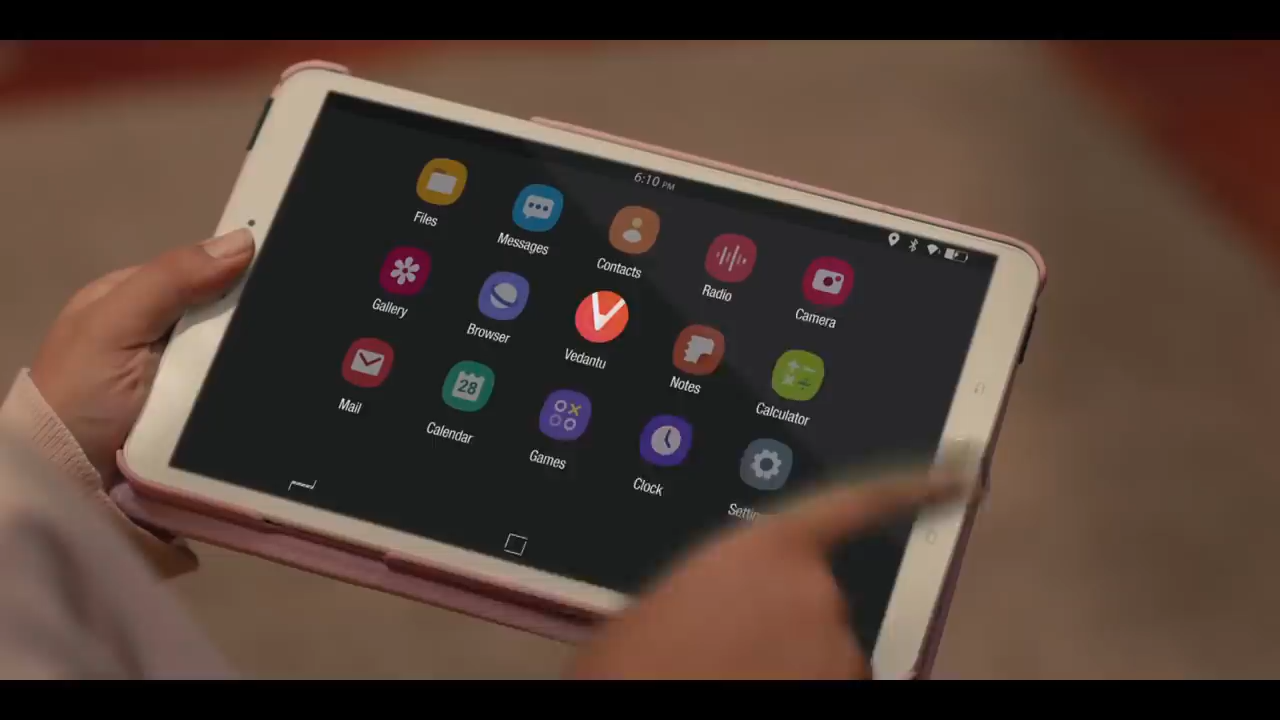 6:10 PM
Files
Messages
Contacts
Radio
Camera
Gallery
Browser
Vedantu
Notes
Calculator
Mail
Calendar
28
Games
Clock